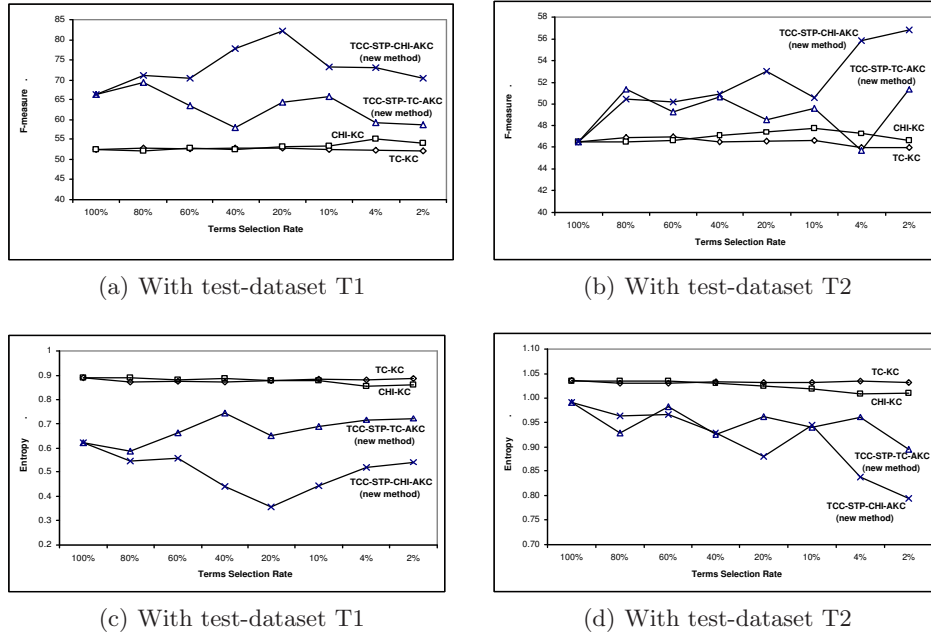 85
80
75
70
65
60
55
50
45
40
F-measure .
TCC-STP-CHI-AKC
(new method)
TCC-STP-TC-AKC
(new method)
CHI-KC
TC-KC
100% 80% 60% 40% 20% 10% 4% 2%
Terms Selection Rate
(a) With test-dataset T1
58
56
54
52
50
48
46
44
42
40
F-measure .
TCC-STP-CHI-AKC
(new method)
TCC-STP-TC-AKC
(new method)
CHI-KC
TC-KC
100% 80% 60% 40% 20% 10% 4% 2%
Terms Selection Rate
(b) With test-dataset T2
1
0.9
0.8
0.7
0.6
0.5
0.4
0.3
0.2
Entropy .
TC-KC
CHI-KC
TCC-STP-TC-AKC
(new method)
TCC-STP-CHI-AKC
(new method)
100% 80% 60% 40% 20% 10% 4% 2%
Terms Selection Rate
(c) With test-dataset T1
1.10
1.05
1.00
0.95
0.90
0.85
0.80
0.75
0.70
Entropy .
TC-KC
CHI-KC
TCC-STP-TC-AKC
(new method)
TCC-STP-CHI-AKC
(new method)
100% 80% 60% 40% 20% 10% 4% 2%
Terms Selection Rate
(d) With test-dataset T2